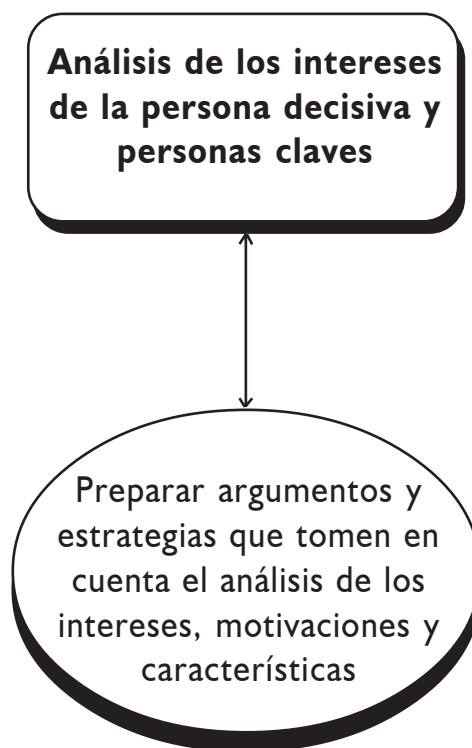 Análisis de los intereses
de la persona decisiva y
personas claves
Preparar argumentos y
estrategias que tomen en
cuenta el análisis de los
intereses, motivaciones y
características